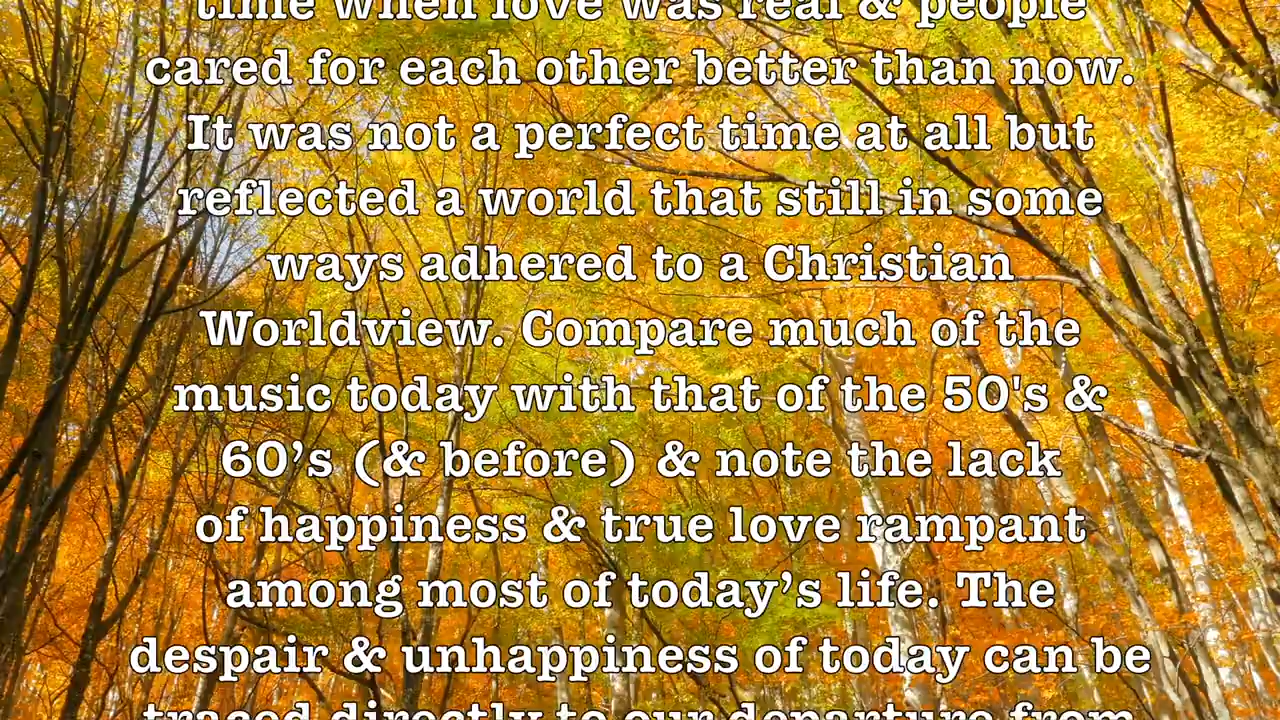 time when love was real & people
cared for each other better than now.
It was not a perfect time at all but
reflected a world that still in some
ways adhered to a Christian
Worldview. Compare much of the
music today with that of the 50's &
60’s (& before) & note the lack
of happiness & true love rampant
among most of today’s life. The
despair & unhappiness of today can be
traced directly to our departure from